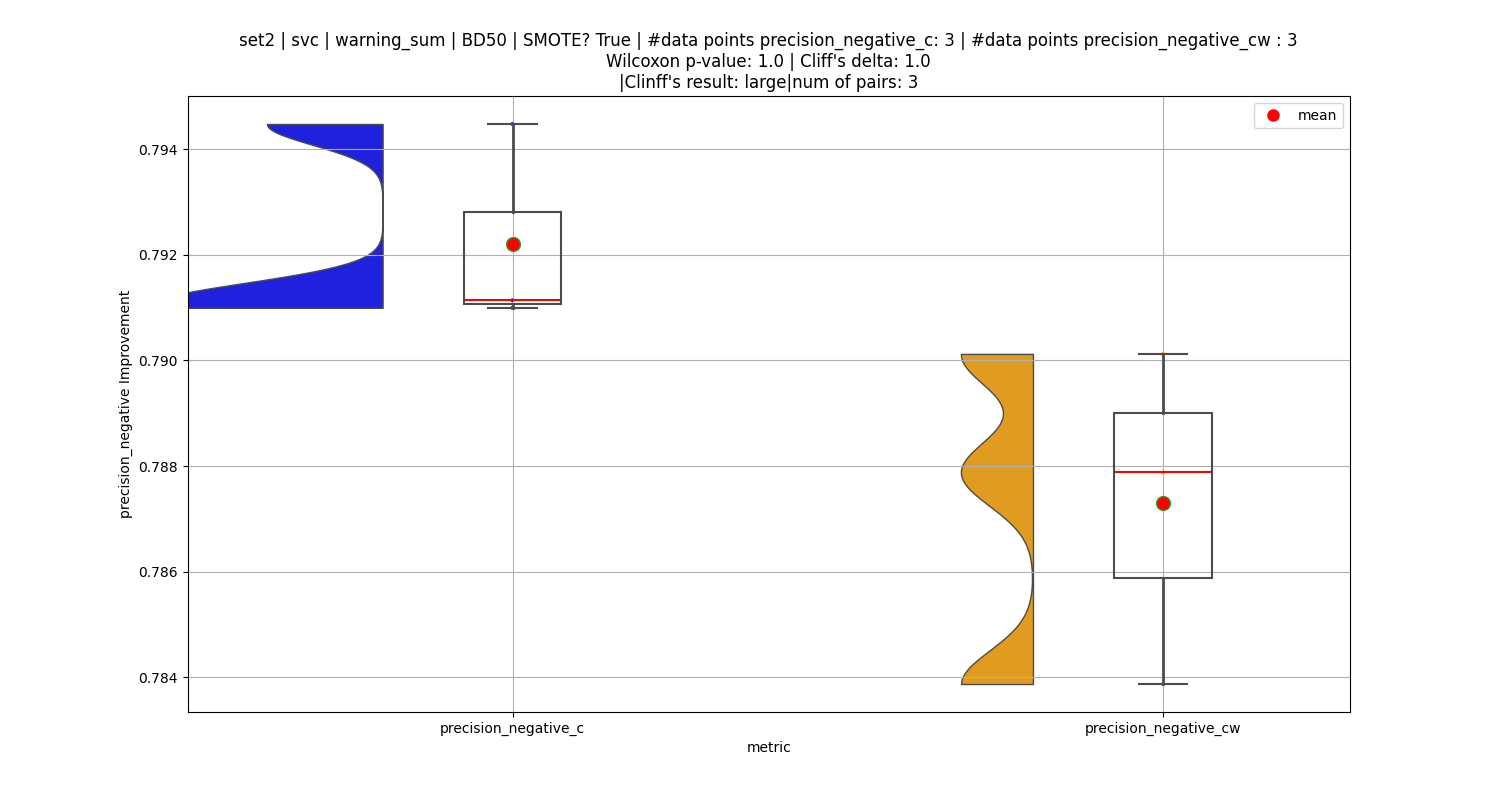 set2 | svc | warning_sum | BD50 | SMOTE? True | #data points precision_negative_c: 3 | #data points precision_negative_cw : 3
Wilcoxon p-value: 1.0 | Cliff's delta: 1.0
|Clinff's result: large|num of pairs: 3
mean
0.794
0.792
0.790
0.788
0.786
0.784
precision_negative Improvement
precision_negative_c
precision_negative_cw
metric